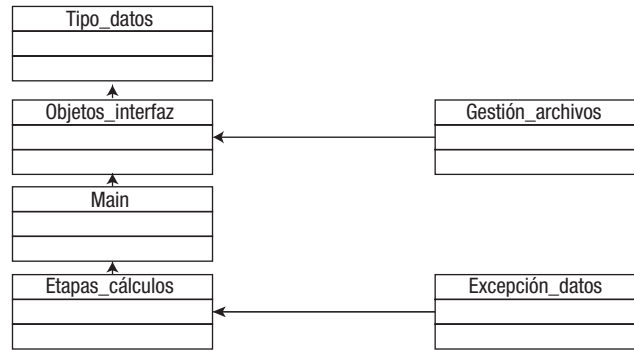 Tipo_datos
Objetos_interfaz
Gestión_archivos
Main
Etapas_cálculos
Excepción_datos